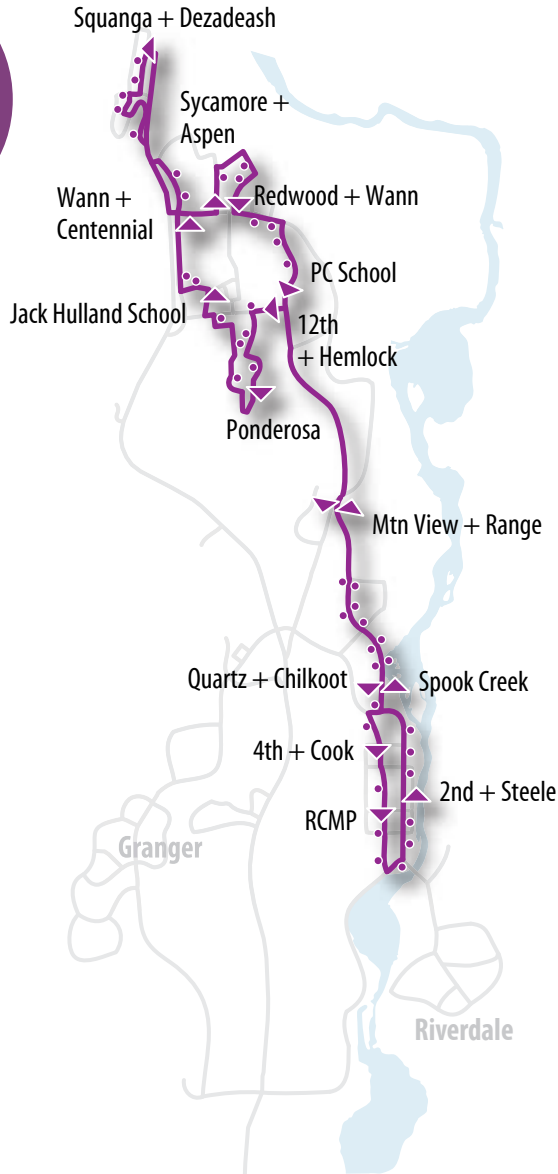 Squanga + Dezadeash
Sycamore +
Aspen
Wann +
Centennial
Redwood + Wann
PC School
Jack Hulland School
12th
+ Hemlock
Ponderosa
Mtn View + Range
Quartz + Chilkoot
Spook Creek
4th + Cook
2nd + Steele
RCMP
Granger
Riverdale